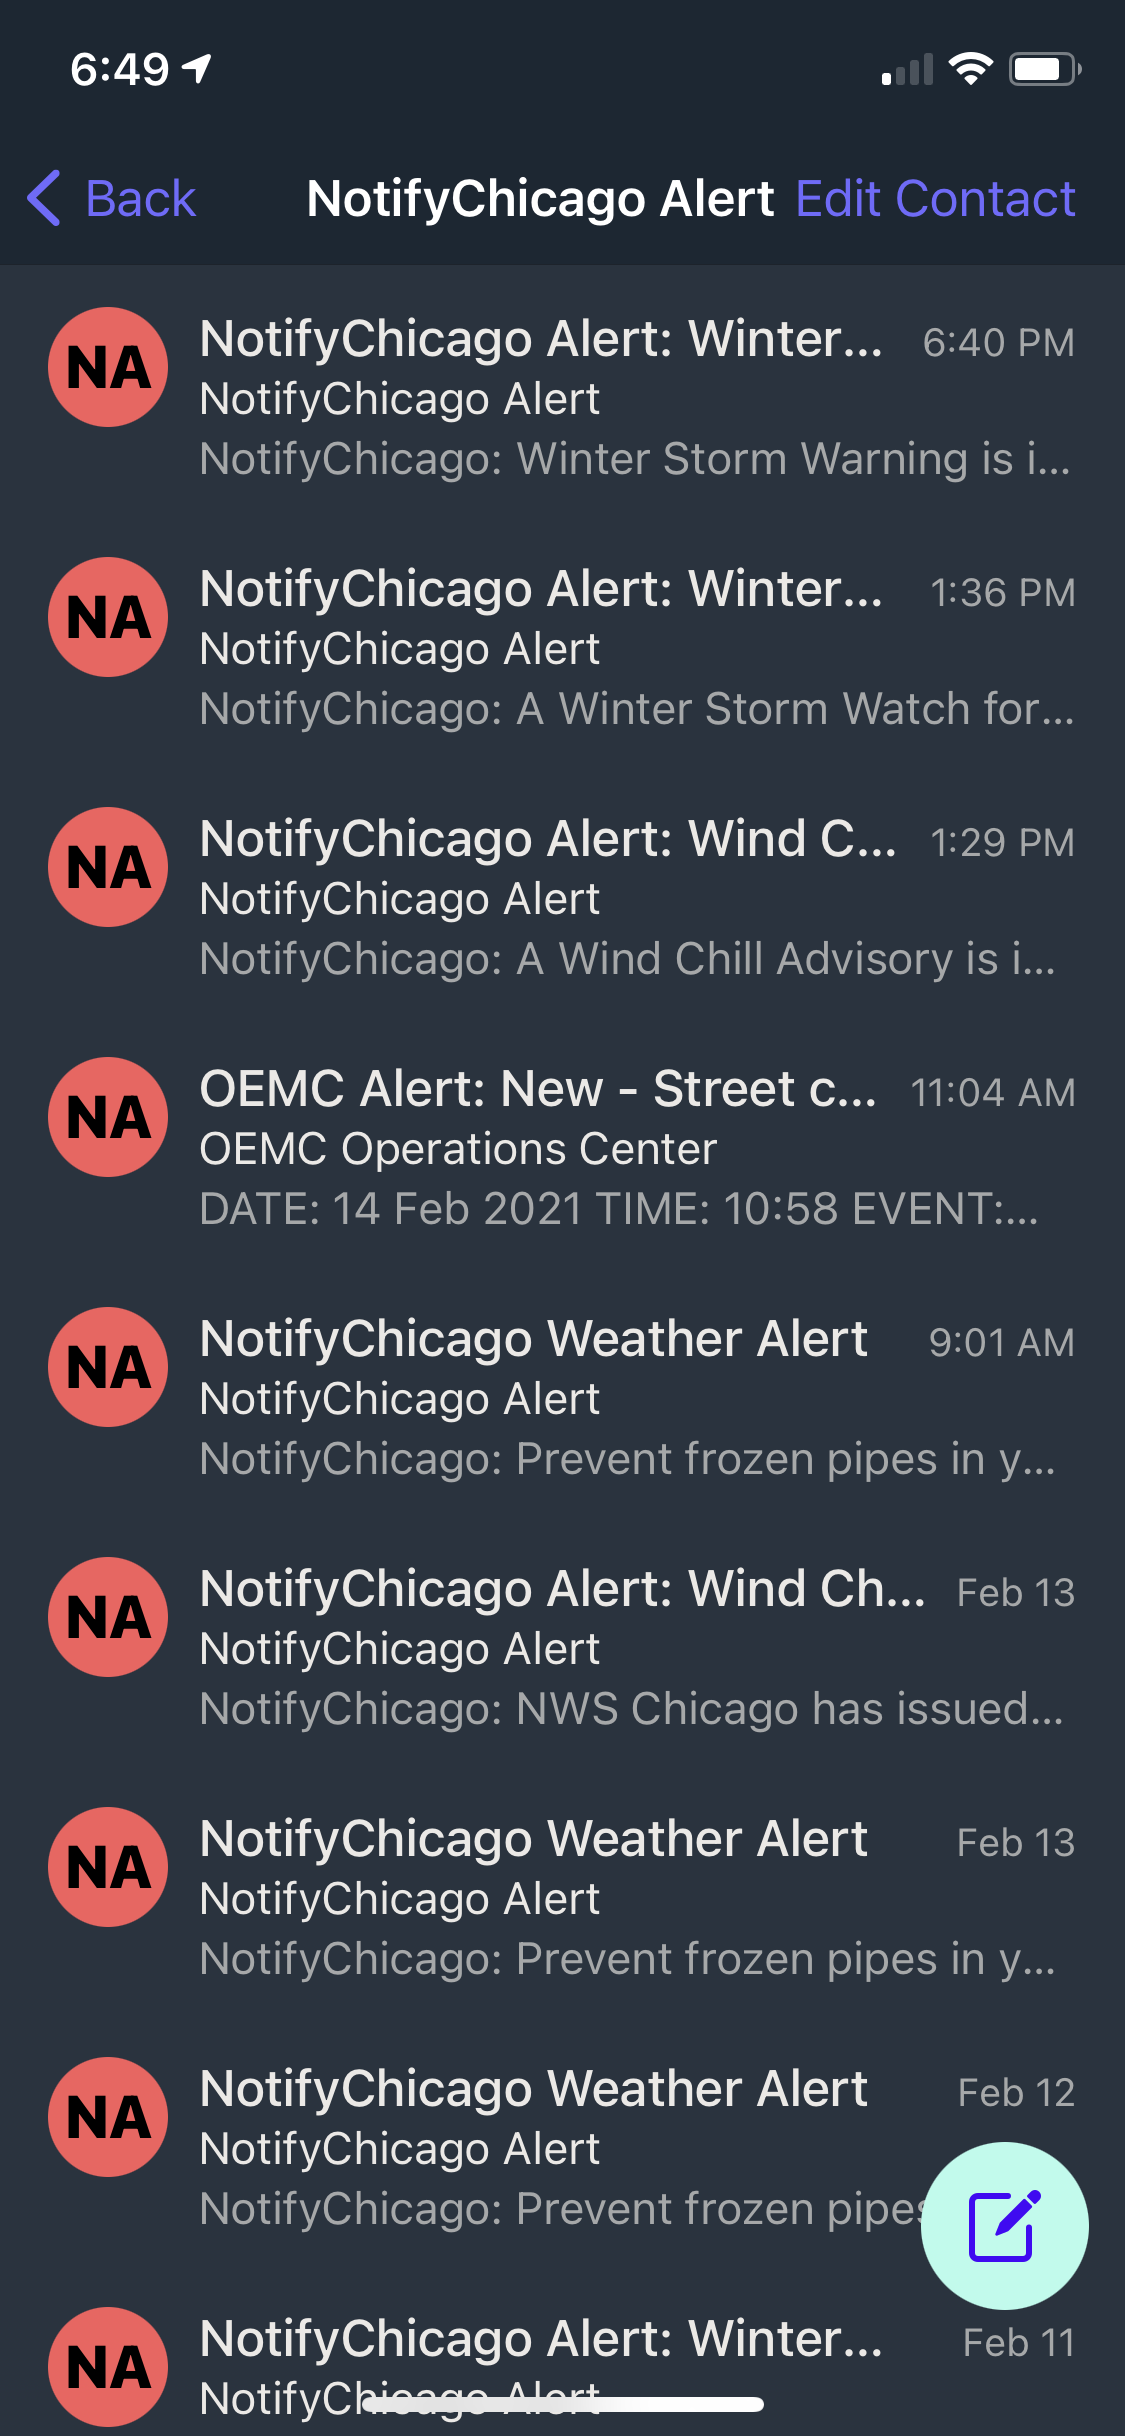 6:49
Back NotifyChicago Alert Edit Contact
NA NotifyChicago Alert: Winter... 6:40 PM
NotifyChicago Alert
NotifyChicago: Winter Storm Warning is i...
NA NotifyChicago Alert: Winter... 1:36 PM
NotifyChicago Alert
NotifyChicago: A Winter Storm Watch for...
NA NotifyChicago Alert: Wind C... 1:29 PM
NotifyChicago Alert
NotifyChicago: A Wind Chill Advisory is i...
NA OEMC Alert: New - Street c... 11:04 AM
OEMC Operations Center
DATE: 14 Feb 2021 TIME: 10:58 EVENT:...
NA NotifyChicago Weather Alert 9:01 AM
NotifyChicago Alert
NotifyChicago: Prevent frozen pipes in y...
NA NotifyChicago Alert: Wind Ch... Feb 13
NotifyChicago Alert
NotifyChicago: NWS Chicago has issued...
NA NotifyChicago Weather Alert Feb 13
NotifyChicago Alert
NotifyChicago: Prevent frozen pipes in y...
NA NotifyChicago Weather Alert Feb 12
NotifyChicago Alert
NotifyChicago: Prevent frozen pipes
NA NotifyChicago Alert: Winter... Feb 11
NotifyChicago Alert